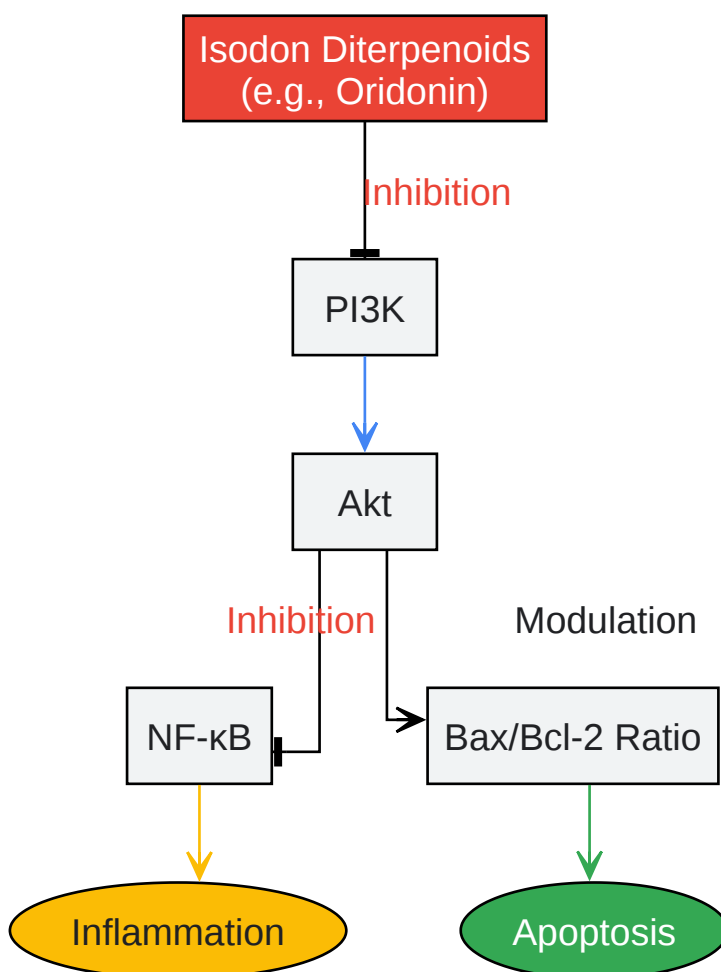 Isodon Diterpenoids
(e.g., Oridonin)
Inhibition
PI3K
Akt
Inhibition
Modulation
NF-κB
Bax/Bcl-2 Ratio
Inflammation
Apoptosis